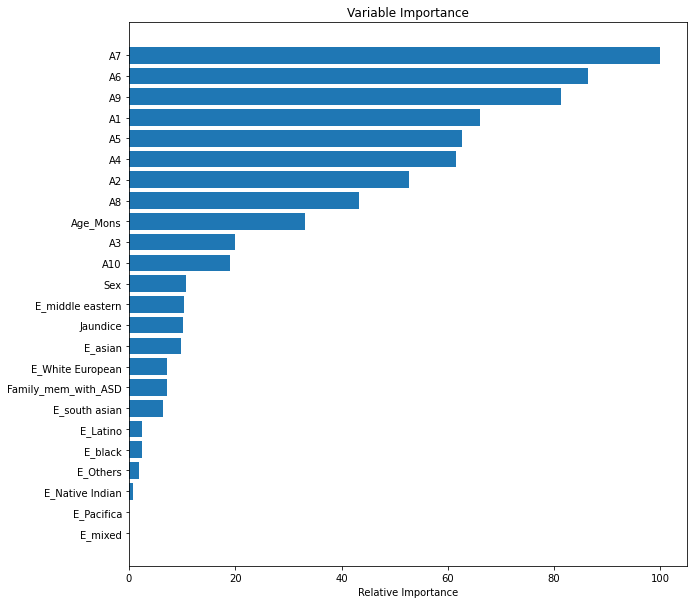 Variable Importance
A7
A6
A9
A1
A5
A4
A2
A8
Age_Mons
A3
A10
Sex
E_middle eastern
Jaundice
E_asian
E_White European
Family_mem_with_ASD
E_south asian
E_Latino
E_black
E_Others
E_Native Indian
E_Pacifica
E_mixed
0 20 40 60 80 100
Relative Importance